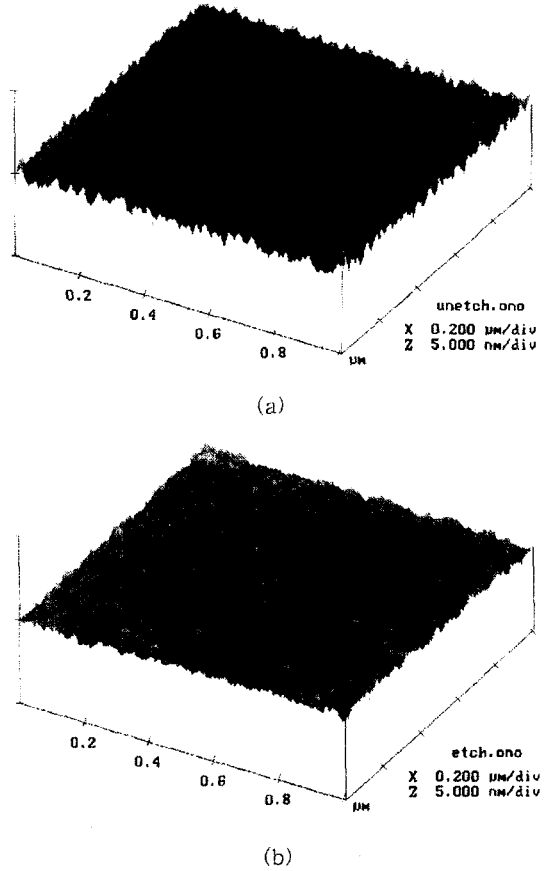 0.2
0.4
0.6
0.8
µm
unetch.ono
X 0.200 µm/div
Z 5.000 nm/div
(a)
0.2
0.4
0.6
0.8
µm
etch.ono
X 0.200 µm/div
Z 5.000 nm/div
(b)